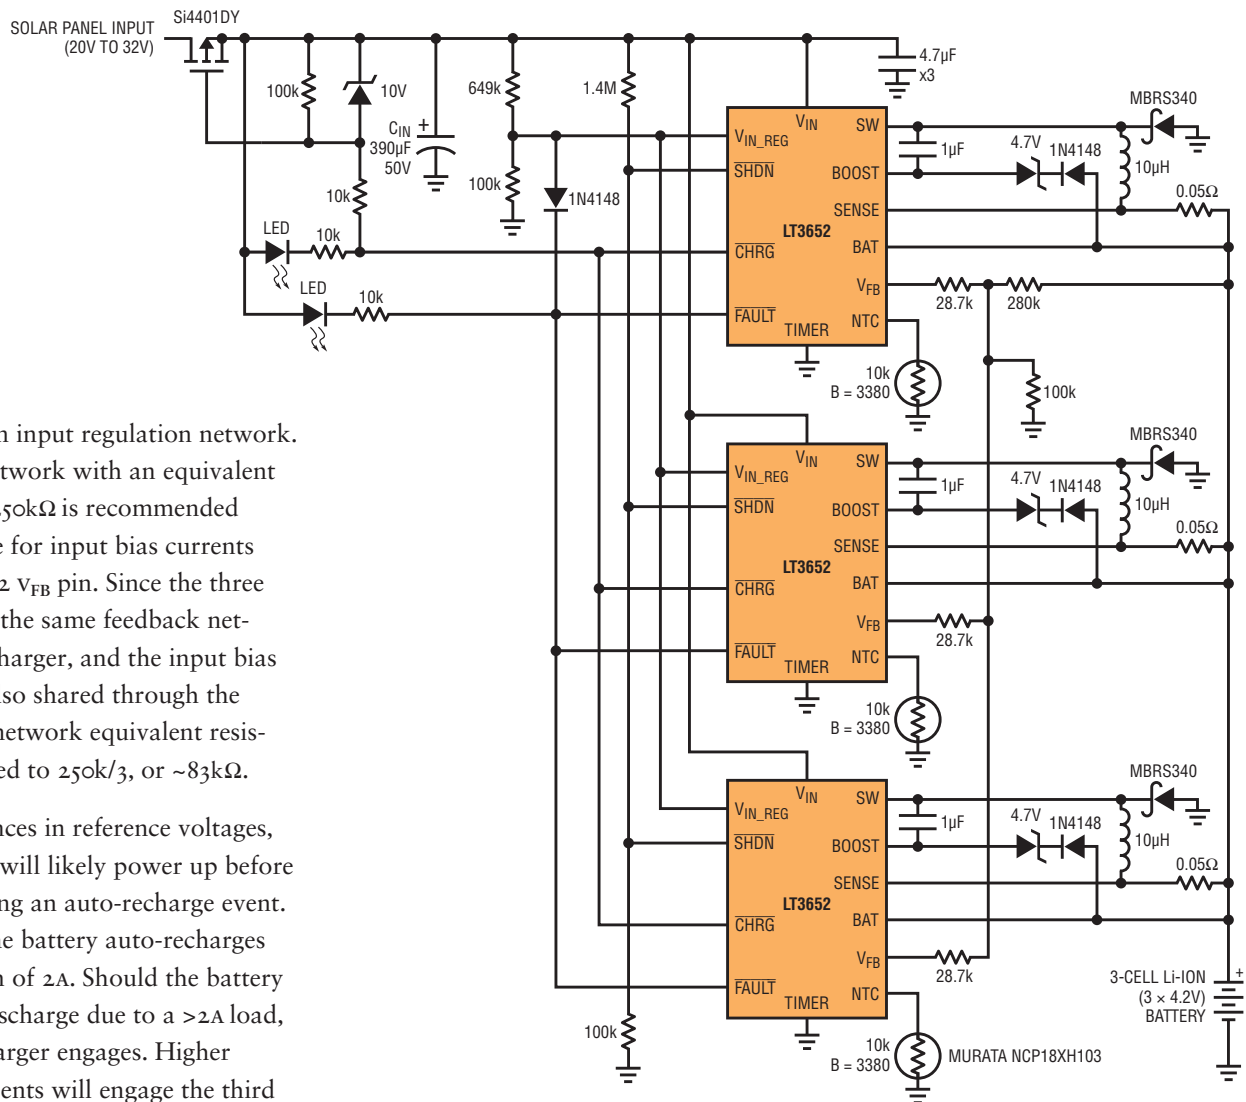 SOLAR PANEL INPUT
(20V TO 32V)
Si4401DY
100k
10V
CIN
390µF
50V
+
649k
1.4M
4.7µF
x3
100k
1N4148
10k
LED
10k
LED
10k
VIN_REG
VIN
SW
SHDN
BOOST
SENSE
LT3652
CHRG
BAT
VFB
FAULT
NTC
TIMER
1µF
4.7V
1N4148
MBRS340
10µH
0.05Ω
28.7k
280k
10k
B = 3380
100k
VIN_REG
VIN
SW
SHDN
BOOST
SENSE
LT3652
CHRG
BAT
VFB
FAULT
NTC
TIMER
1µF
4.7V
1N4148
MBRS340
10µH
0.05Ω
28.7k
10k
B = 3380
VIN_REG
VIN
SW
SHDN
BOOST
SENSE
LT3652
CHRG
BAT
VFB
FAULT
NTC
TIMER
1µF
4.7V
1N4148
MBRS340
10µH
0.05Ω
28.7k
10k
B = 3380
MURATA NCP18XH103
100k
3-CELL Li-ION
(3 × 4.2V)
BATTERY
+
n input regulation network.
etwork with an equivalent
250kΩ is recommended
e for input bias currents
2 VFB pin. Since the three
the same feedback net-
harger, and the input bias
lso shared through the
network equivalent resis-
ed to 250k/3, or ~83kΩ.
nces in reference voltages,
will likely power up before
ing an auto-recharge event.
ne battery auto-recharges
n of 2A. Should the battery
scharge due to a >2A load,
arger engages. Higher
ents will engage the third